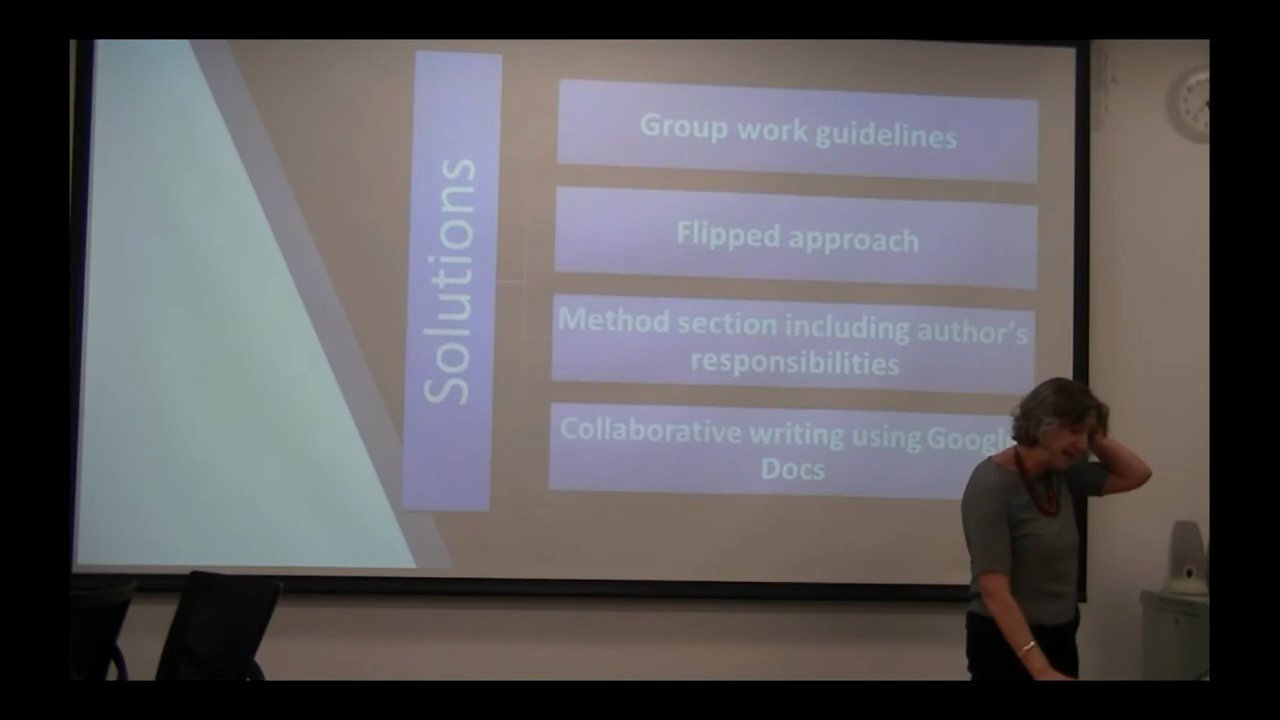 Solutions
Group work guidelines
Flipped approach
Method section including author's
responsibilities
Collaborative writing using Google
Docs